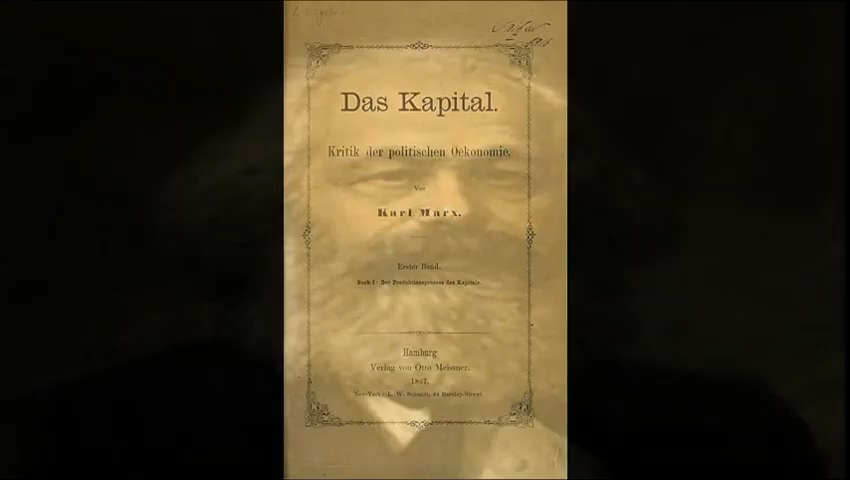 Das Kapital.
Kritik der politischen Oekonomie.
Von
Karl Marx.
Erster Band.
Buch I: Der Produktionsprocess des Kapitals.
Hamburg
Verlag von Otto Meissner.
1867.
New-York: L. W. Schmidt, 24 Barclay-Street.